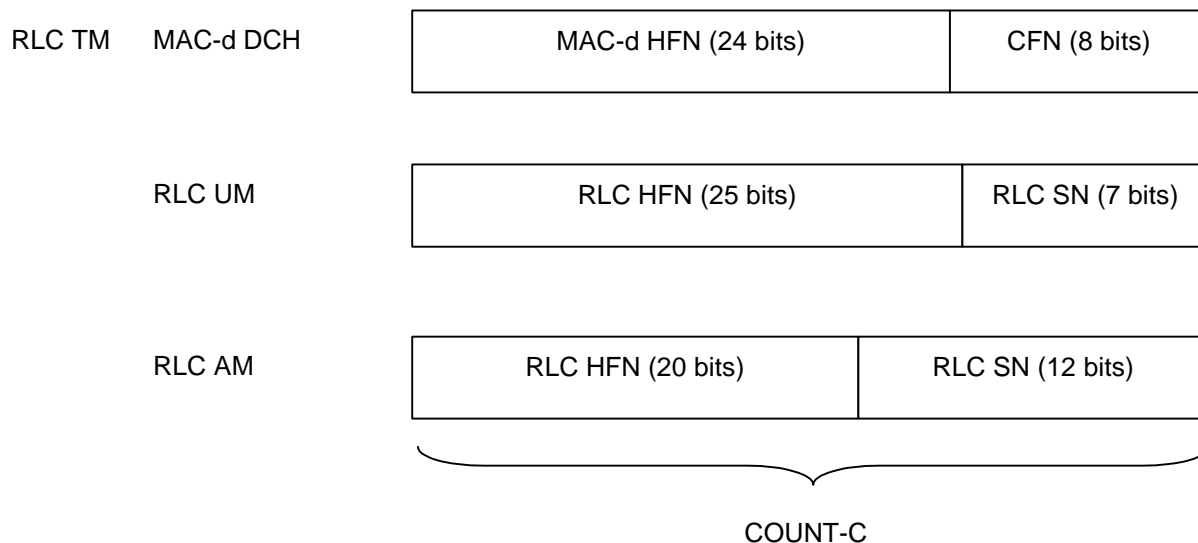 RLC TM MAC-d DCH MAC-d HFN (24 bits) CFN (8 bits)
RLC UM RLC HFN (25 bits) RLC SN (7 bits)
RLC AM RLC HFN (20 bits) RLC SN (12 bits)
COUNT-C